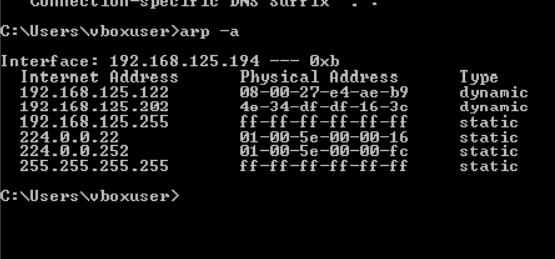 Connection-specific DNS Suffix  . :
C:\Users\vboxuser>arp -a
Interface: 192.168.125.194 --- 0xb
Internet Address Physical Address Type
192.168.125.122 08-00-27-e4-ae-b9 dynamic
192.168.125.202 4e-34-df-df-16-3c dynamic
192.168.125.255 ff-ff-ff-ff-ff-ff static
224.0.0.22 01-00-5e-00-00-16 static
224.0.0.252 01-00-5e-00-00-fc static
255.255.255.255 ff-ff-ff-ff-ff-ff static
C:\Users\vboxuser>